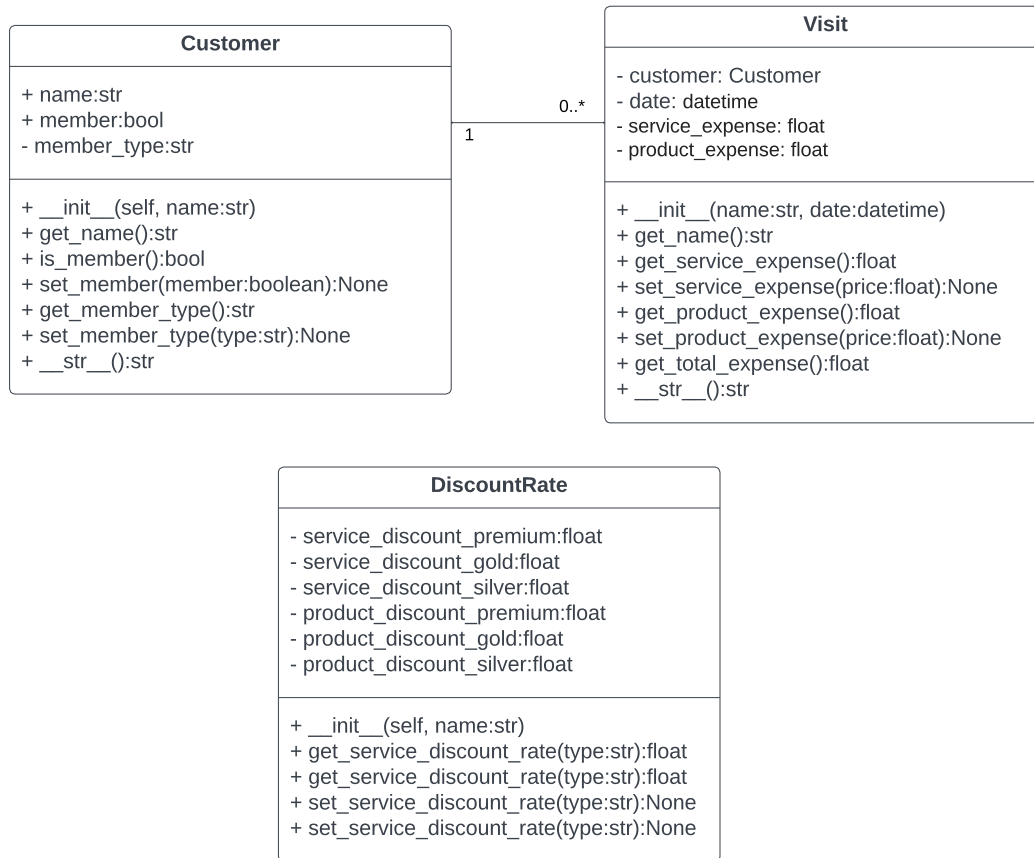 Customer
+ name:str
+ member:bool
- member_type:str
+ __init__(self, name:str)
+ get_name():str
+ is_member():bool
+ set_member(member:boolean):None
+ get_member_type():str
+ set_member_type(type:str):None
+ __str__():str
1
0..*
Visit
- customer: Customer
- date: datetime
- service_expense: float
- product_expense: float
+ __init__(name:str, date:datetime)
+ get_name():str
+ get_service_expense():float
+ set_service_expense(price:float):None
+ get_product_expense():float
+ set_product_expense(price:float):None
+ get_total_expense():float
+ __str__():str
DiscountRate
- service_discount_premium:float
- service_discount_gold:float
- service_discount_silver:float
- product_discount_premium:float
- product_discount_gold:float
- product_discount_silver:float
+ __init__(self, name:str)
+ get_service_discount_rate(type:str):float
+ get_service_discount_rate(type:str):float
+ set_service_discount_rate(type:str):None
+ set_service_discount_rate(type:str):None